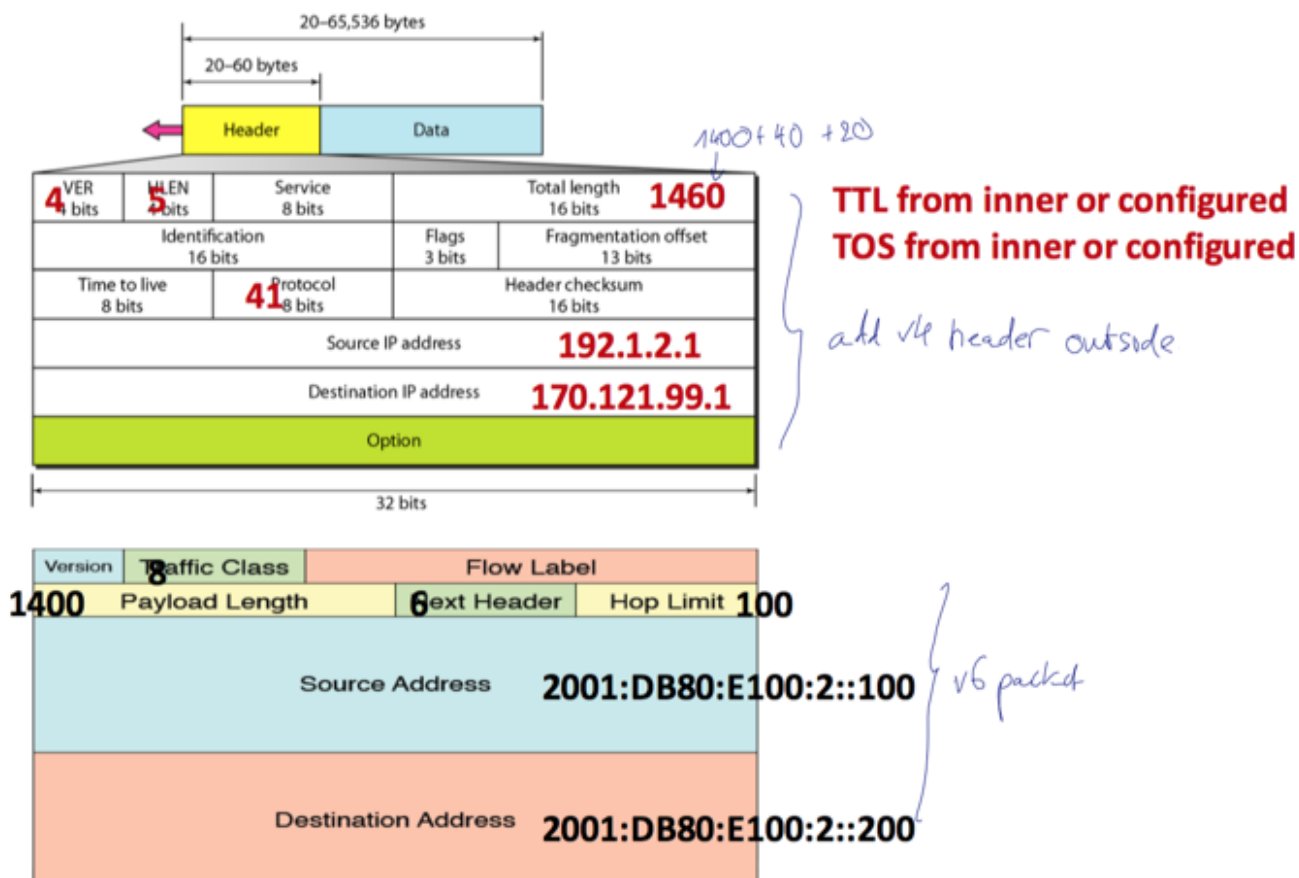 20–65,536 bytes
20–60 bytes
Header Data
1400+40 +20
VER 4 bits 4 HLEN 4 bits 5 Service 8 bits Total length 16 bits 1460
TTL from inner or configured
TOS from inner or configured
Identification 16 bits Flags 3 bits Fragmentation offset 13 bits
Time to live 8 bits Protocol 8 bits 41 Header checksum 16 bits
add v4 header outside
Source IP address 192.1.2.1
Destination IP address 170.121.99.1
Option
32 bits
Version Traffic Class 8 Flow Label
1400 Payload Length 6 Next Header Hop Limit 100
Source Address 2001:DB80:E100:2::100
v6 packet
Destination Address 2001:DB80:E100:2::200